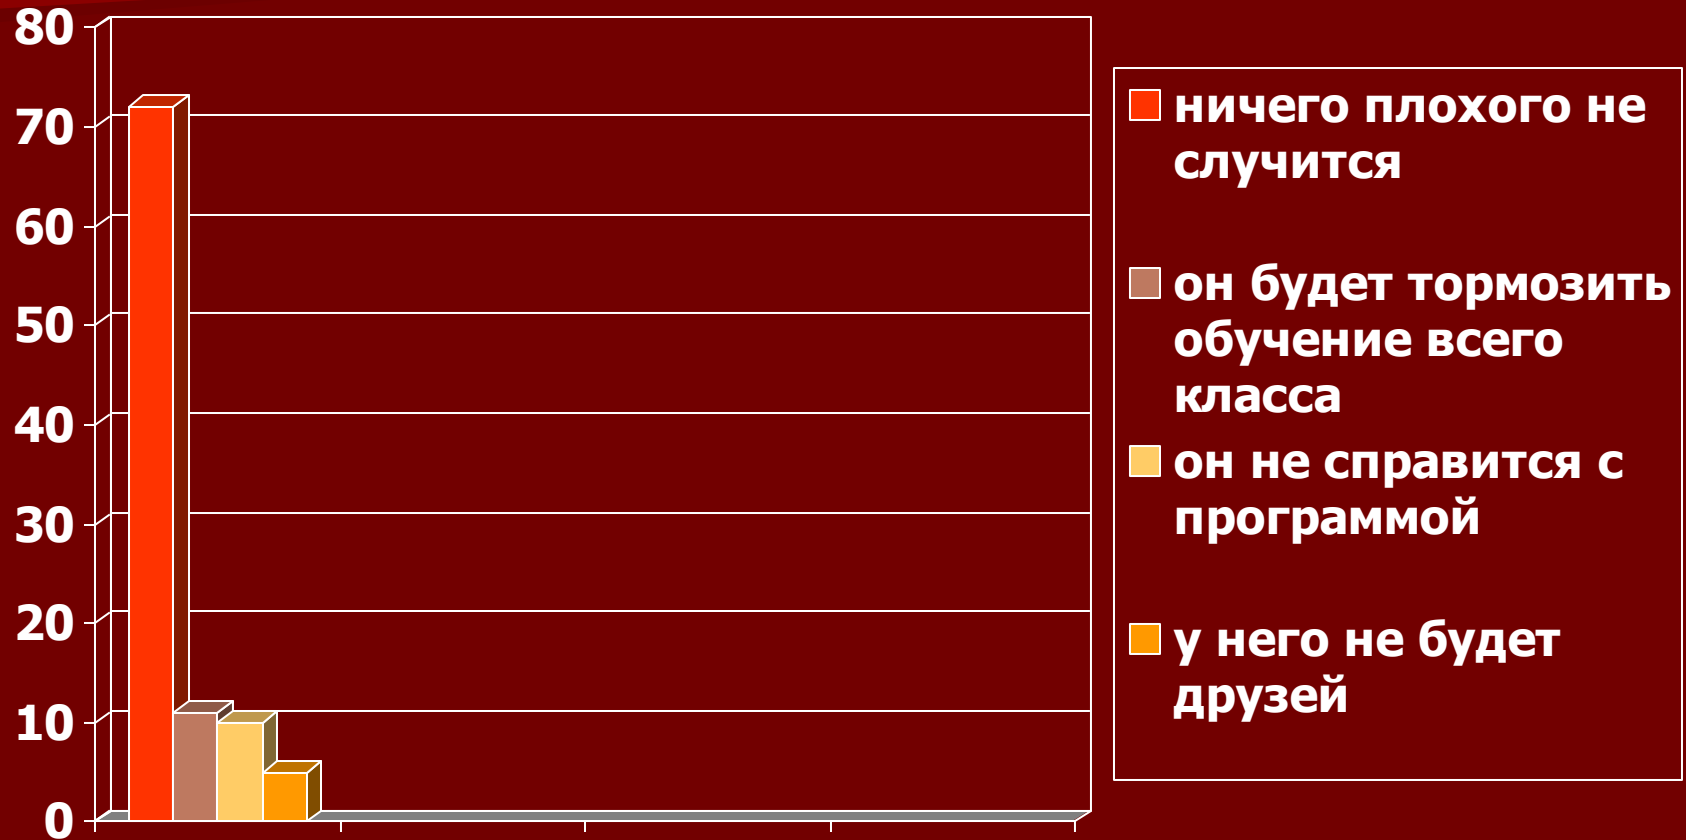 80
70
60
50
40
30
20
10
0
ничего плохого не
случится
он будет тормозить
обучение всего
класса
он не справится с
программой
у него не будет
друзей